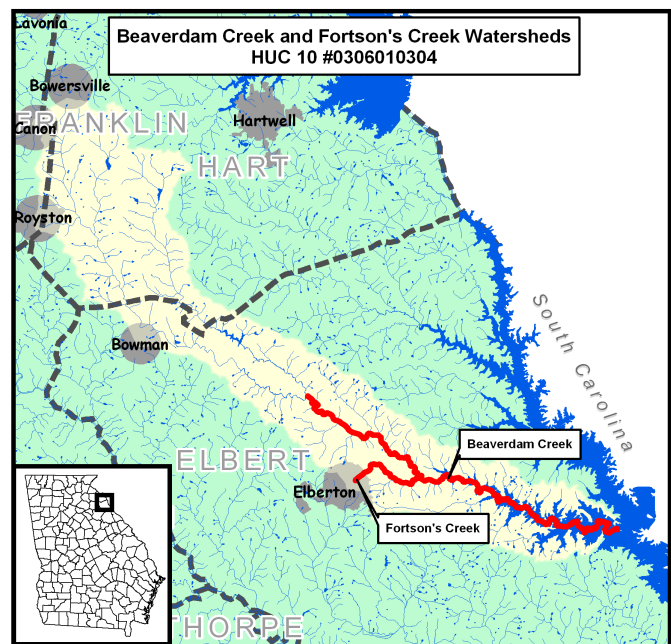 Lavonia
Beaverdam Creek and Fortson's Creek Watersheds
HUC 10 #0306010304
Bowersville
FRANKLIN
Canon
Hartwell
HART
Royston
South Carolina
Bowman
Beaverdam Creek
ELBERT
Elberton
Fortson's Creek
THORPE